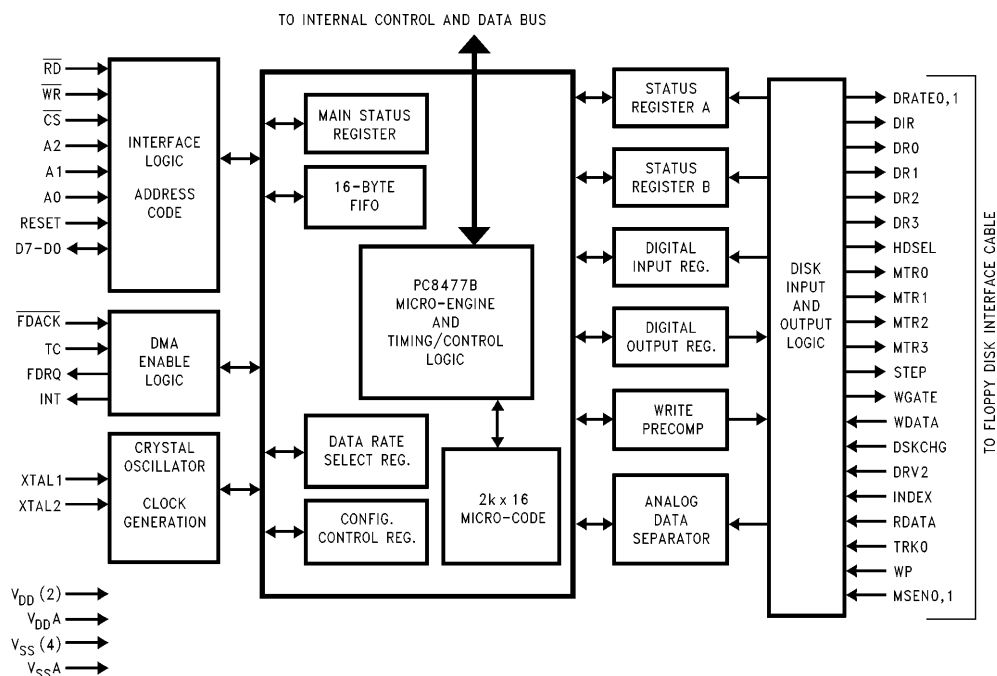 TO INTERNAL CONTROL AND DATA BUS
RD
WR
CS
A2
A1
A0
RESET
D7-D0
INTERFACE
LOGIC
ADDRESS
CODE
FDACK
TC
FDRQ
INT
DMA
ENABLE
LOGIC
XTAL1
XTAL2
CRYSTAL
OSCILLATOR
CLOCK
GENERATION
VDD (2)
VDDA
VSS (4)
VSSA
MAIN STATUS
REGISTER
16-BYTE
FIFO
PC8477B
MICRO-ENGINE
AND
TIMING/CONTROL
LOGIC
DATA RATE
SELECT REG.
CONFIG.
CONTROL REG.
2k x 16
MICRO-CODE
STATUS
REGISTER A
STATUS
REGISTER B
DIGITAL
INPUT REG.
DIGITAL
OUTPUT REG.
WRITE
PRECOMP
ANALOG
DATA
SEPARATOR
DISK
INPUT
AND
OUTPUT
LOGIC
DRATE0,1
DIR
DR0
DR1
DR2
DR3
HDSEL
MTR0
MTR1
MTR2
MTR3
STEP
WGATE
WDATA
DSKCHG
DRV2
INDEX
RDATA
TRK0
WP
MSEN0,1
TO FLOPPY DISK INTERFACE CABLE